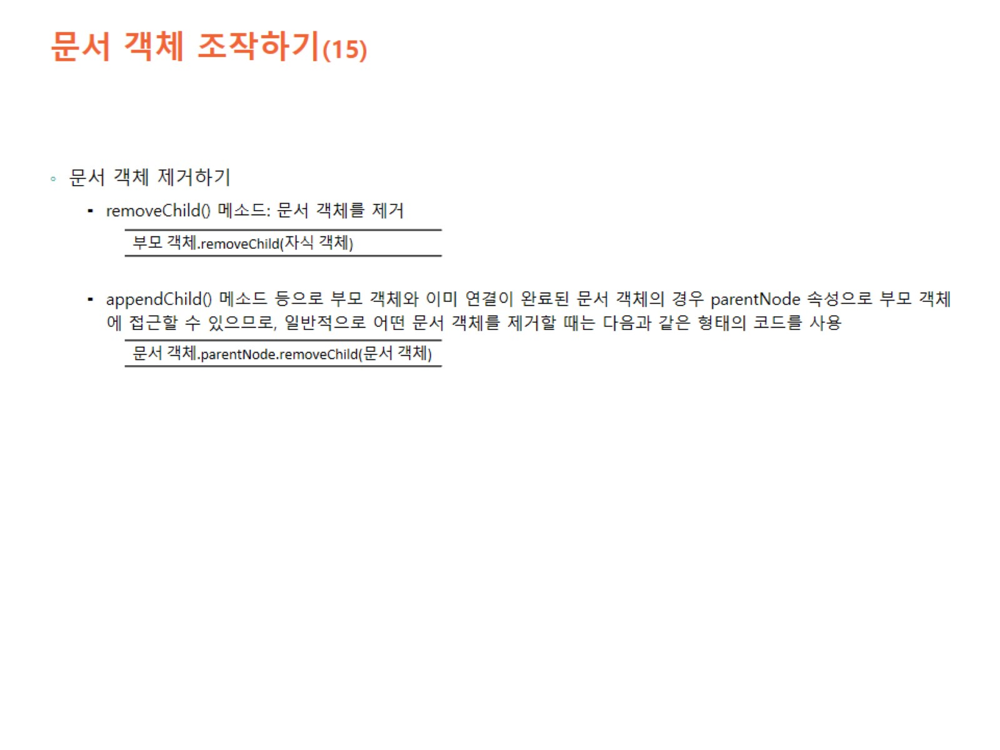 문서 객체 조작하기(15)
◦ 문서 객체 제거하기
▪ removeChild() 메소드: 문서 객체를 제거
부모 객체.removeChild(자식 객체)
▪ appendChild() 메소드 등으로 부모 객체와 이미 연결이 완료된 문서 객체의 경우 parentNode 속성으로 부모 객체
에 접근할 수 있으므로, 일반적으로 어떤 문서 객체를 제거할 때는 다음과 같은 형태의 코드를 사용
문서 객체.parentNode.removeChild(문서 객체)